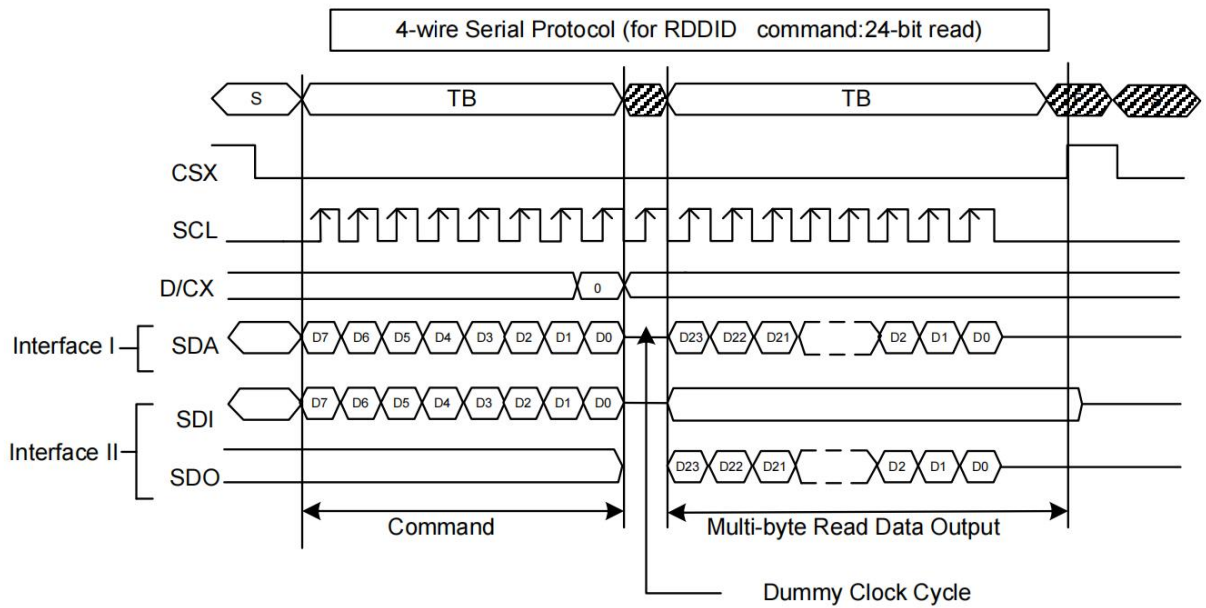 4-wire Serial Protocol (for RDDID command:24-bit read)
S TB TB
CSX
SCL
D/CX 0
Interface I SDA D7 D6 D5 D4 D3 D2 D1 D0 D23 D22 D21 D2 D1 D0
SDI D7 D6 D5 D4 D3 D2 D1 D0
Interface II
SDO D23 D22 D21 D2 D1 D0
Command Multi-byte Read Data Output
Dummy Clock Cycle